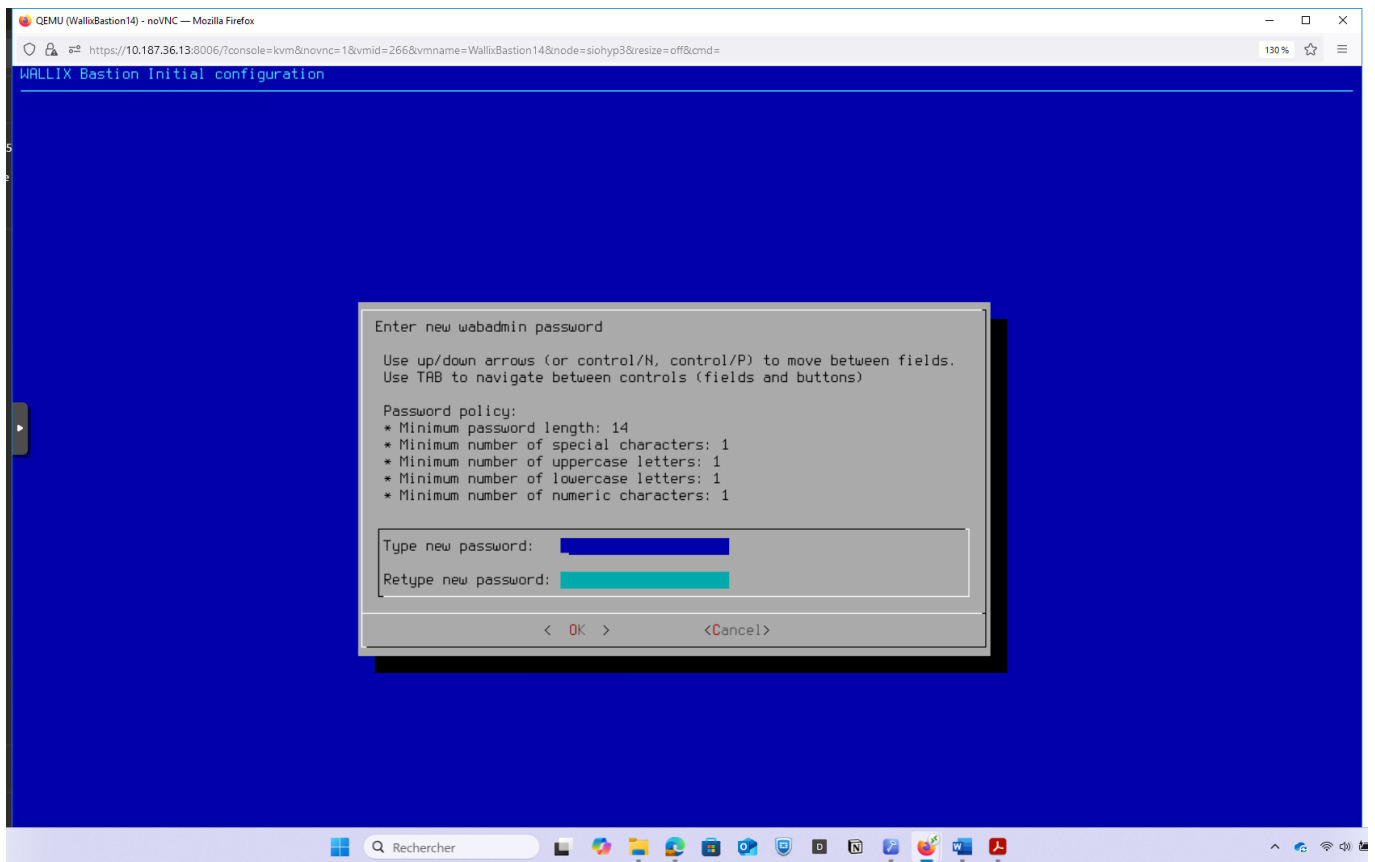 QEMU (WallixBastion14) - noVNC — Mozilla Firefox
https://10.187.36.13:8006/?console=kvm&novnc=1&vmid=266&vmname=WallixBastion14&node=siohyp3&resize=off&cmd=
130 %
WALLIX Bastion Initial configuration
Enter new wabadmin password
Use up/down arrows (or control/N, control/P) to move between fields.
Use TAB to navigate between controls (fields and buttons)
Password policy:
* Minimum password length: 14
* Minimum number of special characters: 1
* Minimum number of uppercase letters: 1
* Minimum number of lowercase letters: 1
* Minimum number of numeric characters: 1
Type new password:
Retype new password:
< OK > <Cancel>
Rechercher